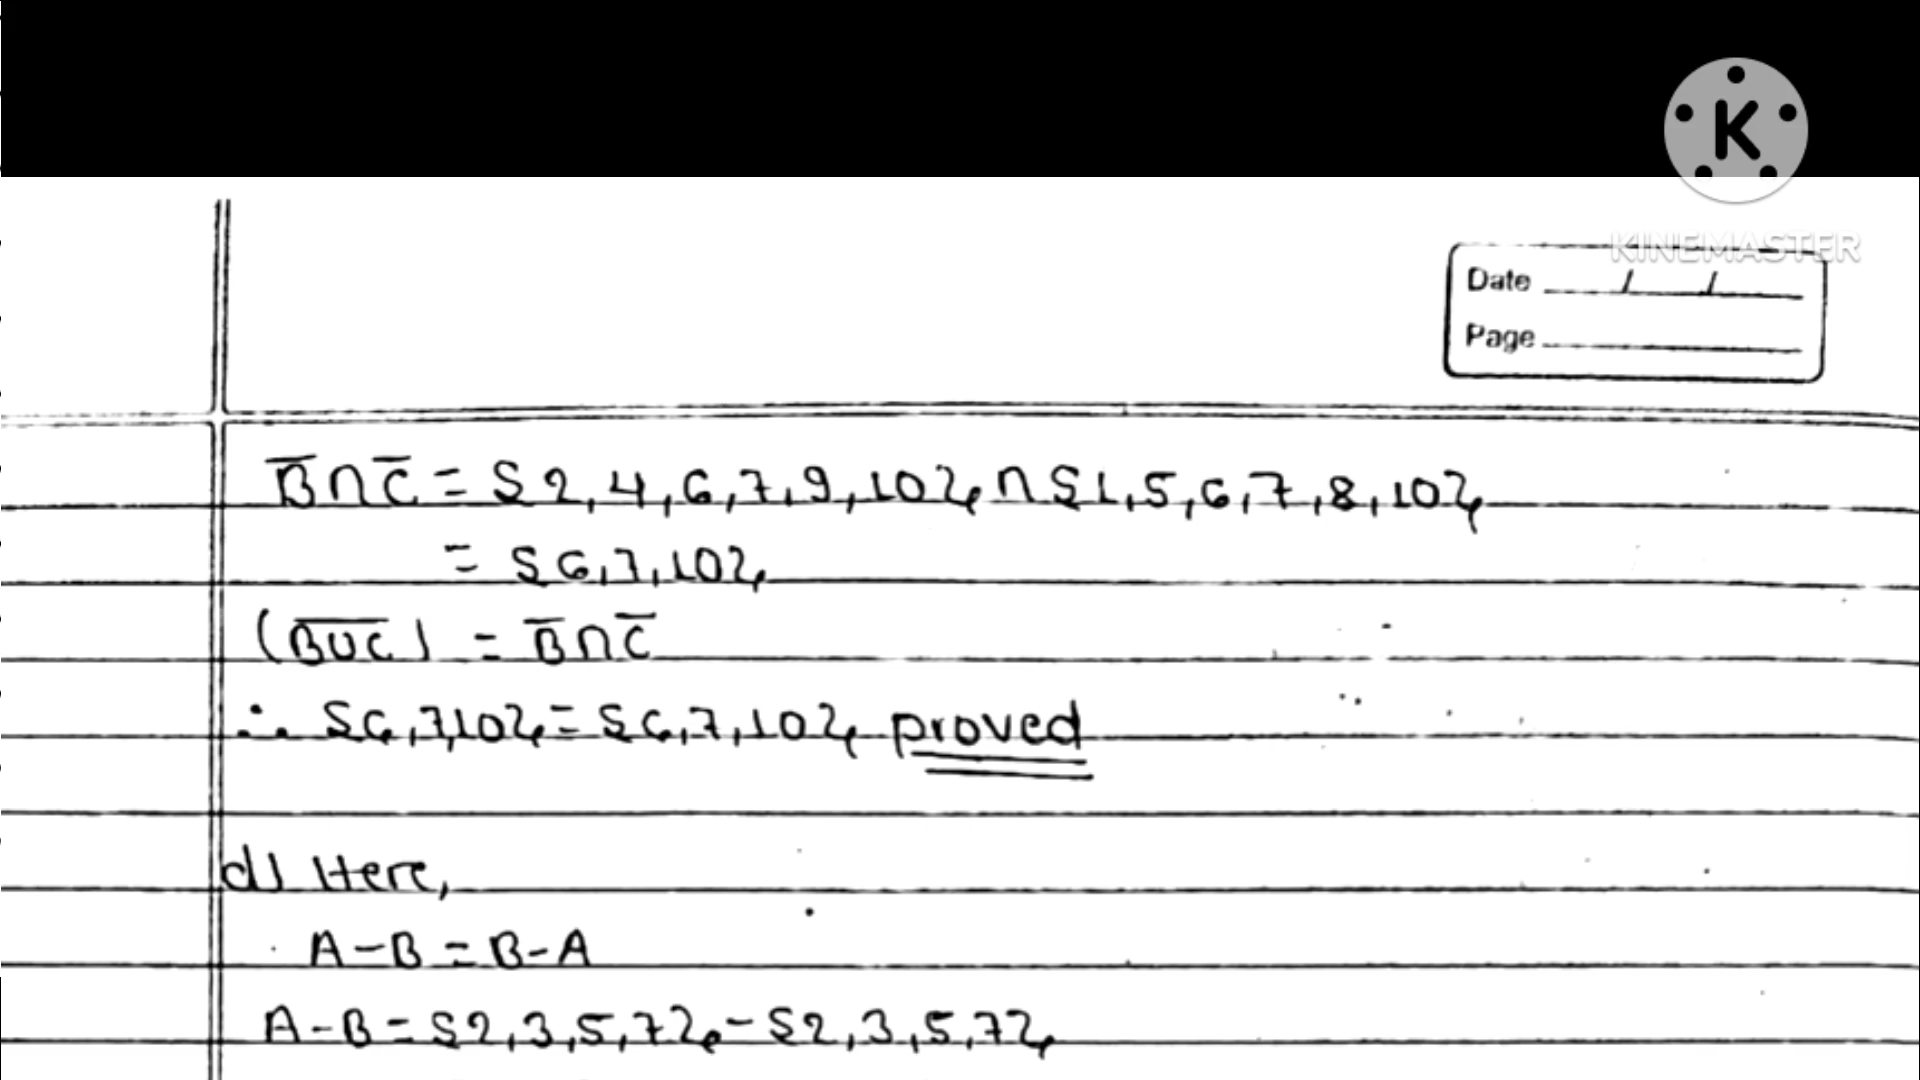 K
KINEMASTER
Date / /
Page
B̅∩C̅ = {2,4,6,7,9,10} ∩ {1,5,6,7,8,10}
= {6,7,10}
(B̅U̅C̅) = B̅∩C̅
∴ {6,7,10} = {6,7,10} proved
d) Here,
A-B = B-A
A-B = {2,3,5,7} - {2,3,5,7}